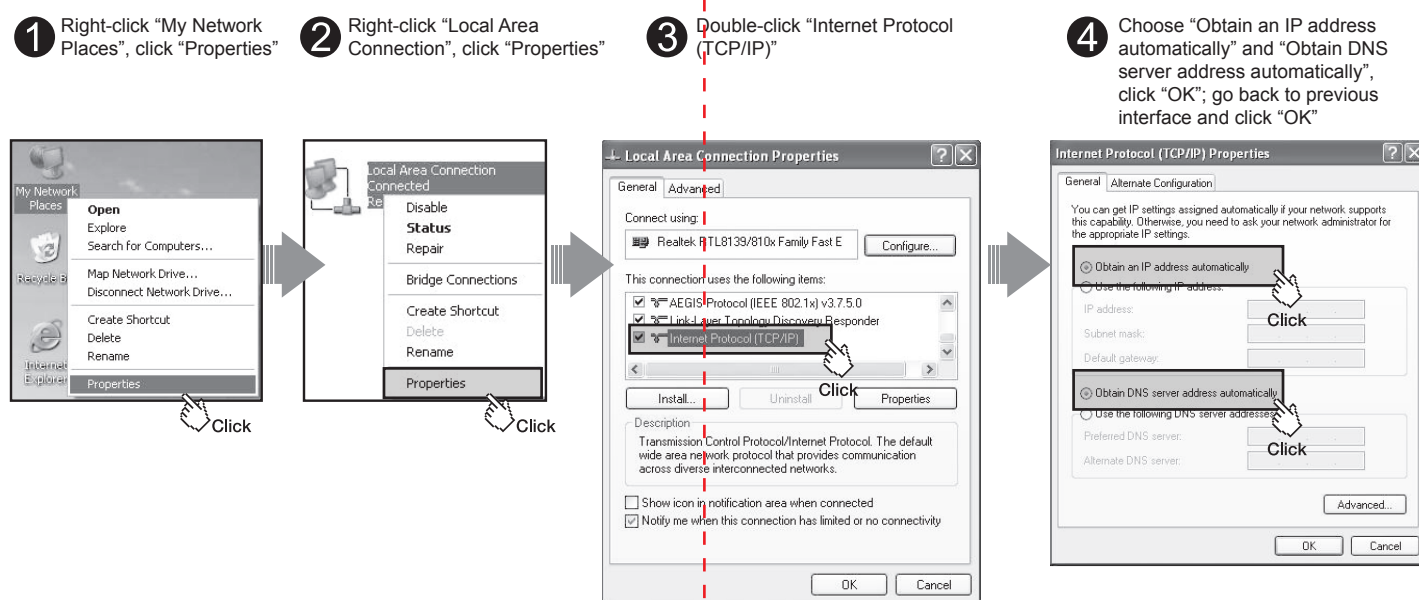 1
Right-click “My Network
Places”, click “Properties”
2
Right-click “Local Area
Connection”, click “Properties”
3
Double-click “Internet Protocol
(TCP/IP)”
4
Choose “Obtain an IP address
automatically” and “Obtain DNS
server address automatically”,
click “OK”; go back to previous
interface and click “OK”
My Network
Places
Recycle B
Internet
Explorer
Open
Explore
Search for Computers...
Map Network Drive...
Disconnect Network Drive...
Create Shortcut
Delete
Rename
Properties
Click
Local Area Connection
Connected
Re
Disable
Status
Repair
Bridge Connections
Create Shortcut
Delete
Rename
Properties
Click
Local Area Connection Properties
General Advanced
Connect using:
Realtek RTL8139/810x Family Fast E
Configure...
This connection uses the following items:
AEGIS Protocol (IEEE 802.1x) v3.7.5.0
Link-Layer Topology Discovery Responder
Internet Protocol (TCP/IP)
Click
Install... Uninstall Properties
Description
Transmission Control Protocol/Internet Protocol. The default
wide area network protocol that provides communication
across diverse interconnected networks.
Show icon in notification area when connected
Notify me when this connection has limited or no connectivity
OK Cancel
Internet Protocol (TCP/IP) Properties
General Alternate Configuration
You can get IP settings assigned automatically if your network supports
this capability. Otherwise, you need to ask your network administrator for
the appropriate IP settings.
Obtain an IP address automatically
Use the following IP address:
IP address:
Click
Subnet mask:
Default gateway:
Obtain DNS server address automatically
Use the following DNS server addresses:
Preferred DNS server:
Click
Alternate DNS server:
Advanced...
OK Cancel